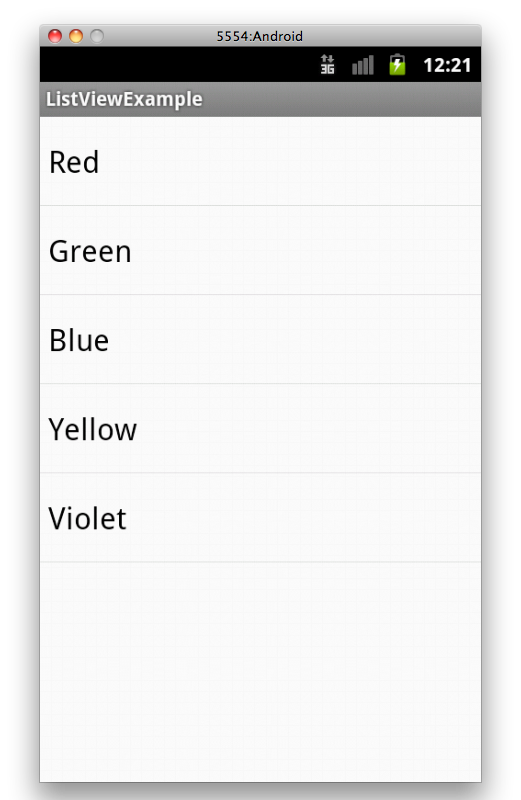 5554:Android
3G 12:21
ListViewExample
Red
Green
Blue
Yellow
Violet